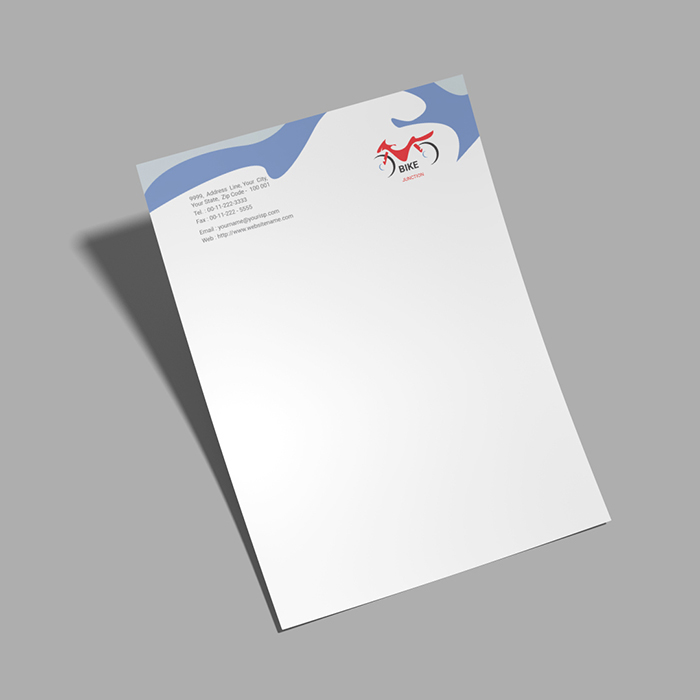 9999, Address Line, Your City,
Your State, Zip Code - 100 001
Tel : 00-11-222-3333
Fax : 00-11-222 - 5555
Email : yourname@yourisp.com
Web : http://www.websitename.com
BIKE
JUNCTION